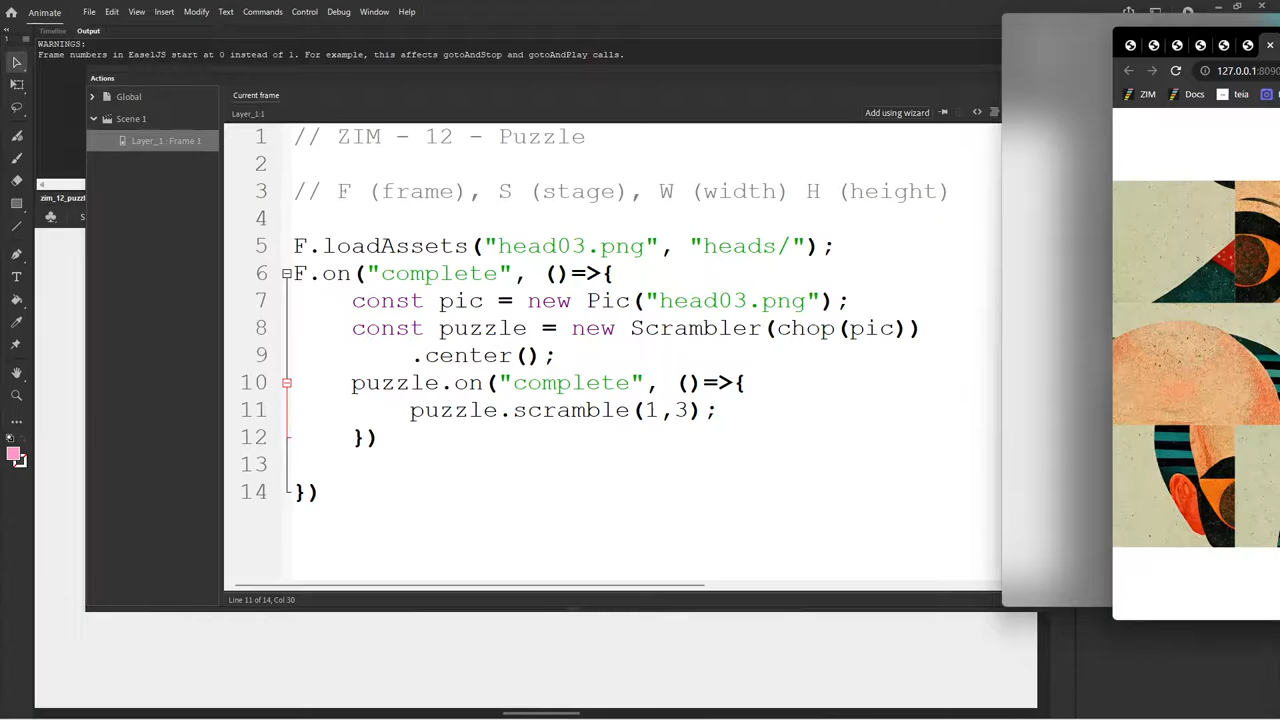 Animate File Edit View Insert Modify Text Commands Control Debug Window Help
Timeline Output
WARNINGS:
Frame numbers in EaselJS start at 0 instead of 1. For example, this affects gotoAndStop and gotoAndPlay calls.
Actions
Global
Scene 1
Layer_1 : Frame 1
Current frame
Layer_1:1
Add using wizard
1 // ZIM - 12 - Puzzle
2
3 // F (frame), S (stage), W (width) H (height)
4
5 F.loadAssets("head03.png", "heads/");
6 F.on("complete", ()=>{
7 const pic = new Pic("head03.png");
8 const puzzle = new Scrambler(chop(pic))
9 .center();
10 puzzle.on("complete", ()=>{
11 puzzle.scramble(1,3);
12 })
13
14 })
Line 11 of 14, Col 30
zim_12_puzzl
S
127.0.0.1:8090
ZIM Docs teia